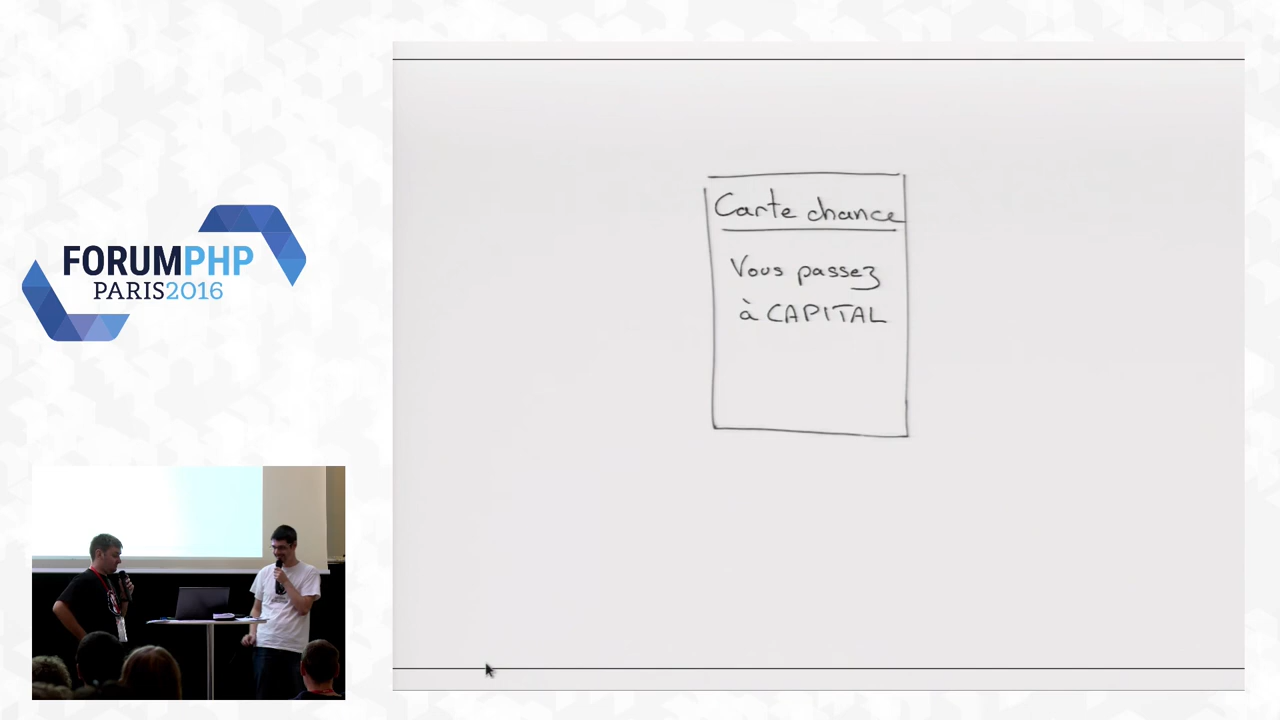 FORUMPHP
PARIS2016
Carte chance
Vous passez
à CAPITAL